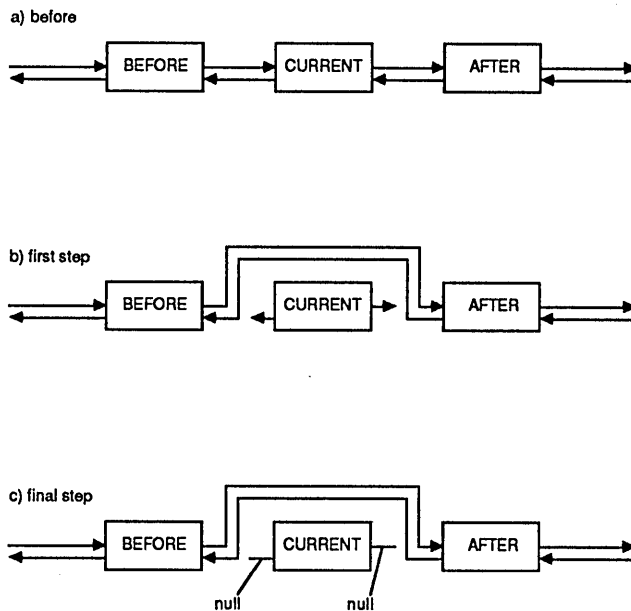 a) before
BEFORE CURRENT AFTER
b) first step
BEFORE CURRENT AFTER
c) final step
BEFORE CURRENT AFTER
null null